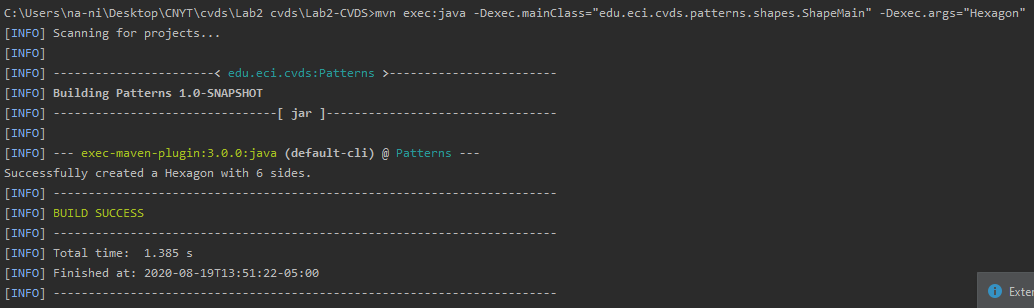 C:\Users\na-ni\Desktop\CNYT\cvds\Lab2 cvds\Lab2-CVDS>mvn exec:java -Dexec.mainClass="edu.eci.cvds.patterns.shapes.ShapeMain" -Dexec.args="Hexagon"
[INFO] Scanning for projects...
[INFO]
[INFO] -----------------------< edu.eci.cvds:Patterns >------------------------
[INFO] Building Patterns 1.0-SNAPSHOT
[INFO] --------------------------------[ jar ]---------------------------------
[INFO]
[INFO] --- exec-maven-plugin:3.0.0:java (default-cli) @ Patterns ---
Successfully created a Hexagon with 6 sides.
[INFO] ------------------------------------------------------------------------
[INFO] BUILD SUCCESS
[INFO] ------------------------------------------------------------------------
[INFO] Total time:  1.385 s
[INFO] Finished at: 2020-08-19T13:51:22-05:00
[INFO] ------------------------------------------------------------------------
Exter